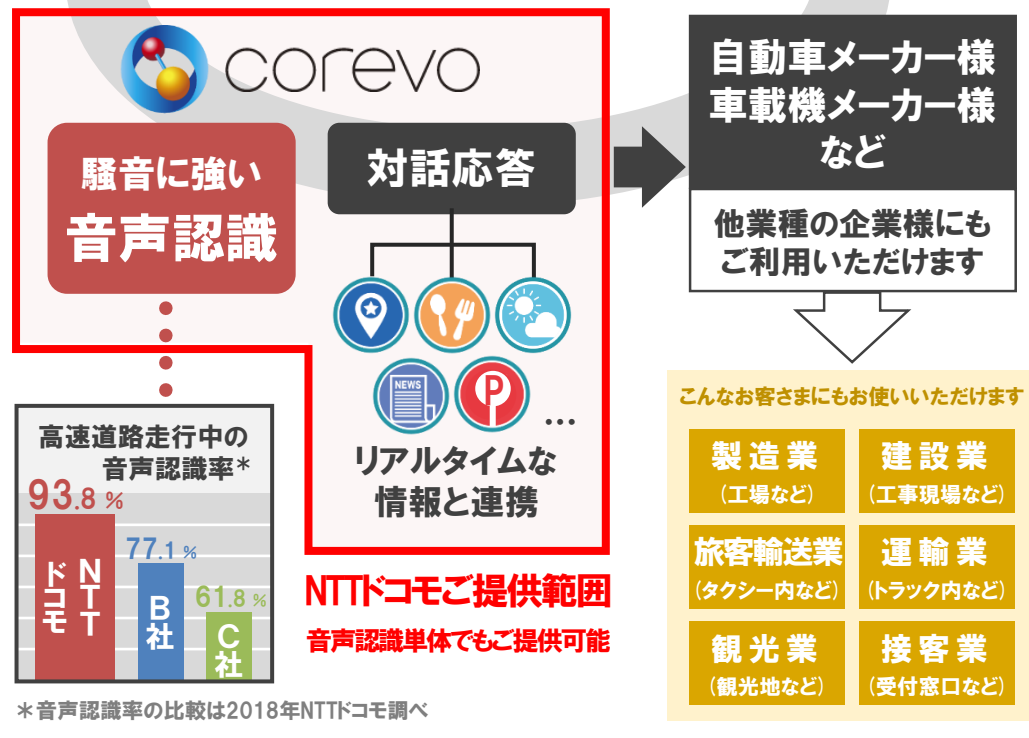 corevo
騒音に強い
音声認識
対話応答
NEWS
P
…
リアルタイムな
情報と連携
高速道路走行中の
音声認識率*
93.8 %
77.1 %
61.8 %
NTTドコモ
B社
C社
NTTドコモご提供範囲
音声認識単体でもご提供可能
*音声認識率の比較は2018年NTTドコモ調べ
自動車メーカー様
車載機メーカー様
など
他業種の企業様にも
ご利用いただけます
こんなお客さまにもお使いいただけます
製造業
(工場など)
建設業
(工事現場など)
旅客輸送業
(タクシー内など)
運輸業
(トラック内など)
観光業
(観光地など)
接客業
(受付窓口など)